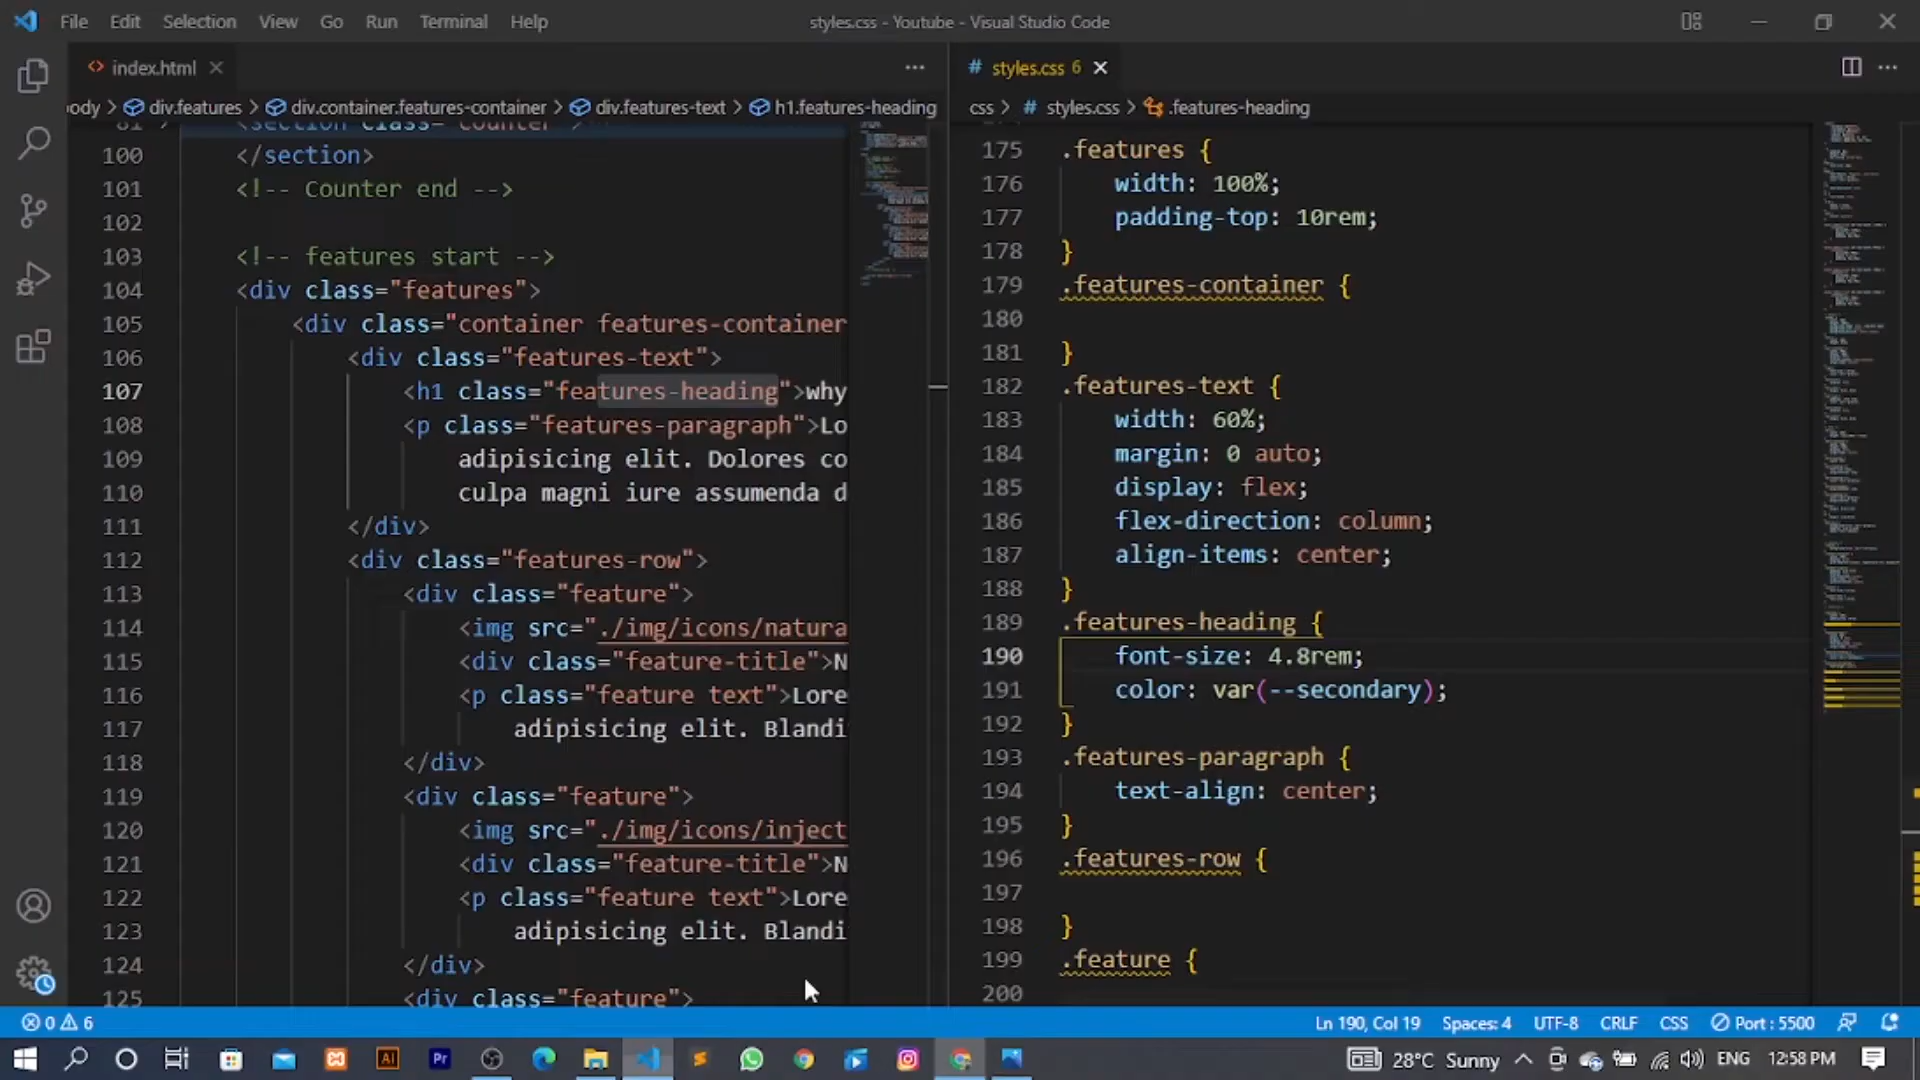 File Edit Selection View Go Run Terminal Help
styles.css - Youtube - Visual Studio Code
index.html
ody > div.features > div.container.features-container > div.features-text > h1.features-heading
81 <section class="counter">
100 </section>
101 <!-- Counter end -->
102
103 <!-- features start -->
104 <div class="features">
105 <div class="container features-container
106 <div class="features-text">
107 <h1 class="features-heading">why
108 <p class="features-paragraph">Lo
109 adipisicing elit. Dolores co
110 culpa magni iure assumenda d
111 </div>
112 <div class="features-row">
113 <div class="feature">
114 <img src="./img/icons/natura
115 <div class="feature-title">N
116 <p class="feature text">Lore
117 adipisicing elit. Blandi
118 </div>
119 <div class="feature">
120 <img src="./img/icons/inject
121 <div class="feature-title">N
122 <p class="feature text">Lore
123 adipisicing elit. Blandi
124 </div>
125 <div class="feature">
# styles.css 6
css > # styles.css > .features-heading
175 .features {
176 width: 100%;
177 padding-top: 10rem;
178 }
179 .features-container {
180
181 }
182 .features-text {
183 width: 60%;
184 margin: 0 auto;
185 display: flex;
186 flex-direction: column;
187 align-items: center;
188 }
189 .features-heading {
190 font-size: 4.8rem;
191 color: var(--secondary);
192 }
193 .features-paragraph {
194 text-align: center;
195 }
196 .features-row {
197
198 }
199 .feature {
200
0 6
Ln 190, Col 19 Spaces: 4 UTF-8 CRLF CSS Port : 5500
Ai Pr 28°C Sunny ENG 12:58 PM